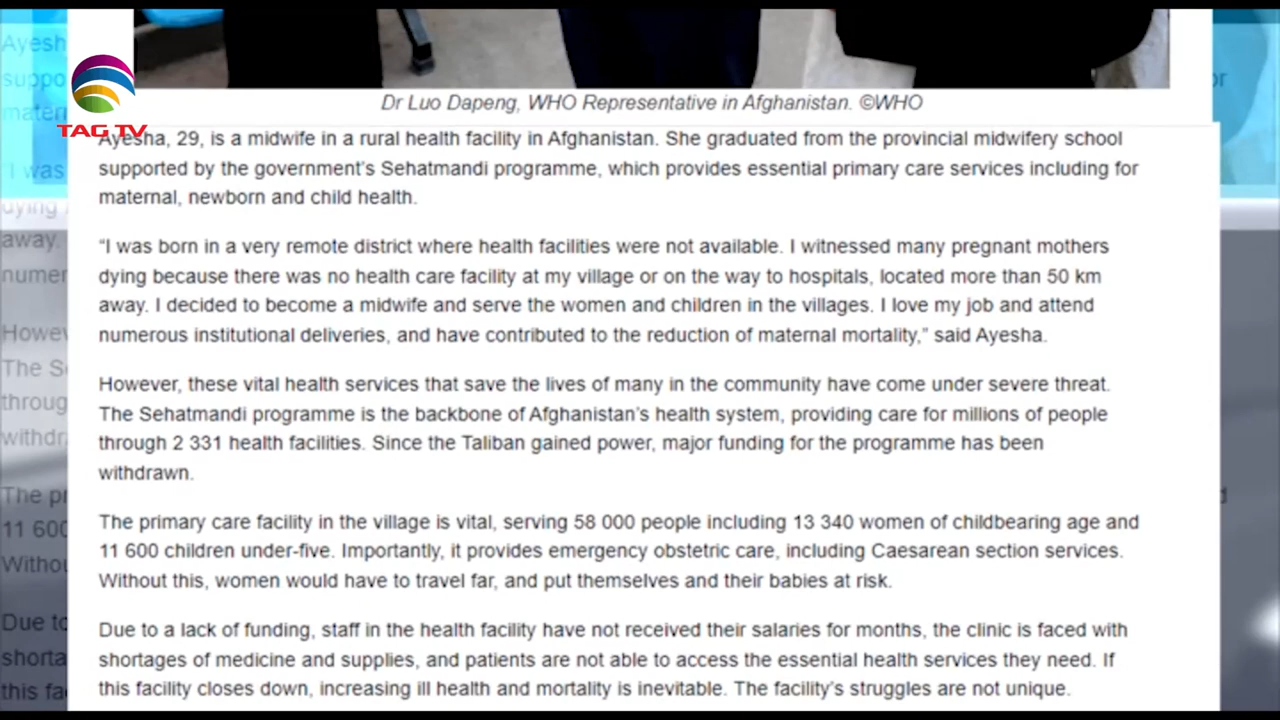 TAG TV
Dr Luo Dapeng, WHO Representative in Afghanistan. ©WHO
Ayesha, 29, is a midwife in a rural health facility in Afghanistan. She graduated from the provincial midwifery school
supported by the government's Sehatmandi programme, which provides essential primary care services including for
maternal, newborn and child health.
“I was born in a very remote district where health facilities were not available. I witnessed many pregnant mothers
dying because there was no health care facility at my village or on the way to hospitals, located more than 50 km
away. I decided to become a midwife and serve the women and children in the villages. I love my job and attend
numerous institutional deliveries, and have contributed to the reduction of maternal mortality,” said Ayesha.
However, these vital health services that save the lives of many in the community have come under severe threat.
The Sehatmandi programme is the backbone of Afghanistan's health system, providing care for millions of people
through 2 331 health facilities. Since the Taliban gained power, major funding for the programme has been
withdrawn.
The primary care facility in the village is vital, serving 58 000 people including 13 340 women of childbearing age and
11 600 children under-five. Importantly, it provides emergency obstetric care, including Caesarean section services.
Without this, women would have to travel far, and put themselves and their babies at risk.
Due to a lack of funding, staff in the health facility have not received their salaries for months, the clinic is faced with
shortages of medicine and supplies, and patients are not able to access the essential health services they need. If
this facility closes down, increasing ill health and mortality is inevitable. The facility's struggles are not unique.